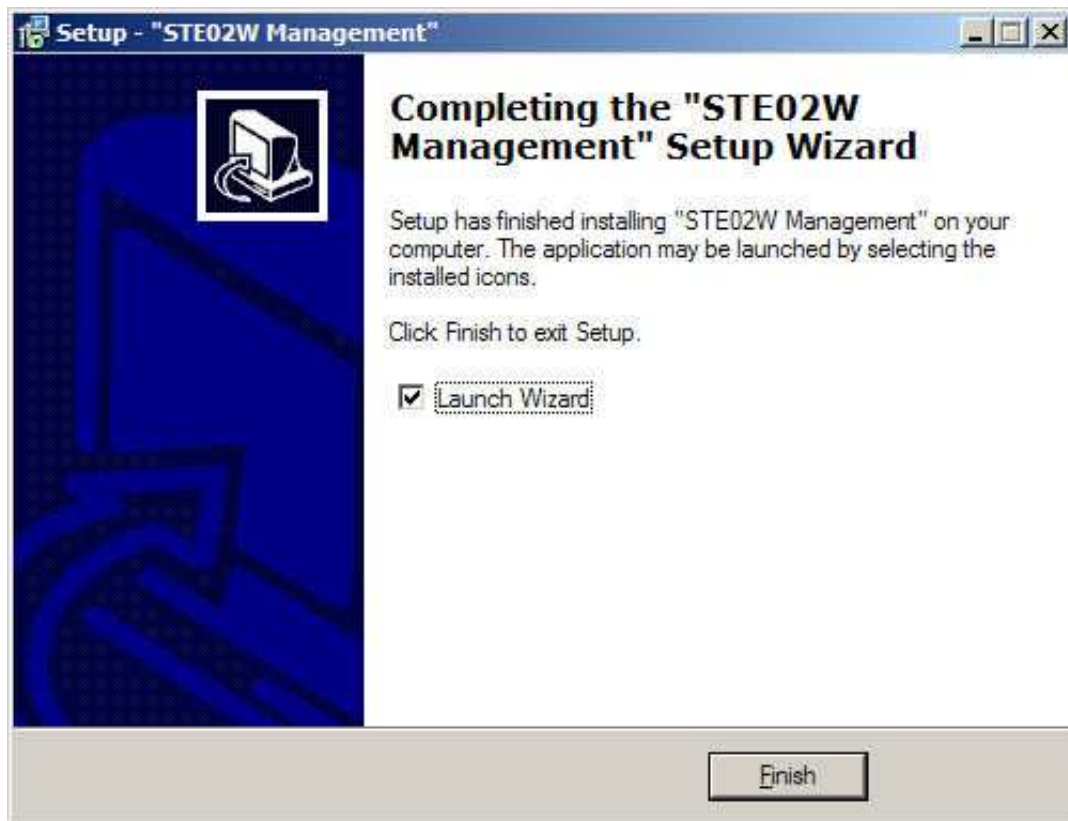 Setup - "STE02W Management"
Completing the "STE02W
Management" Setup Wizard
Setup has finished installing "STE02W Management" on your
computer. The application may be launched by selecting the
installed icons.
Click Finish to exit Setup.
Launch Wizard
Finish